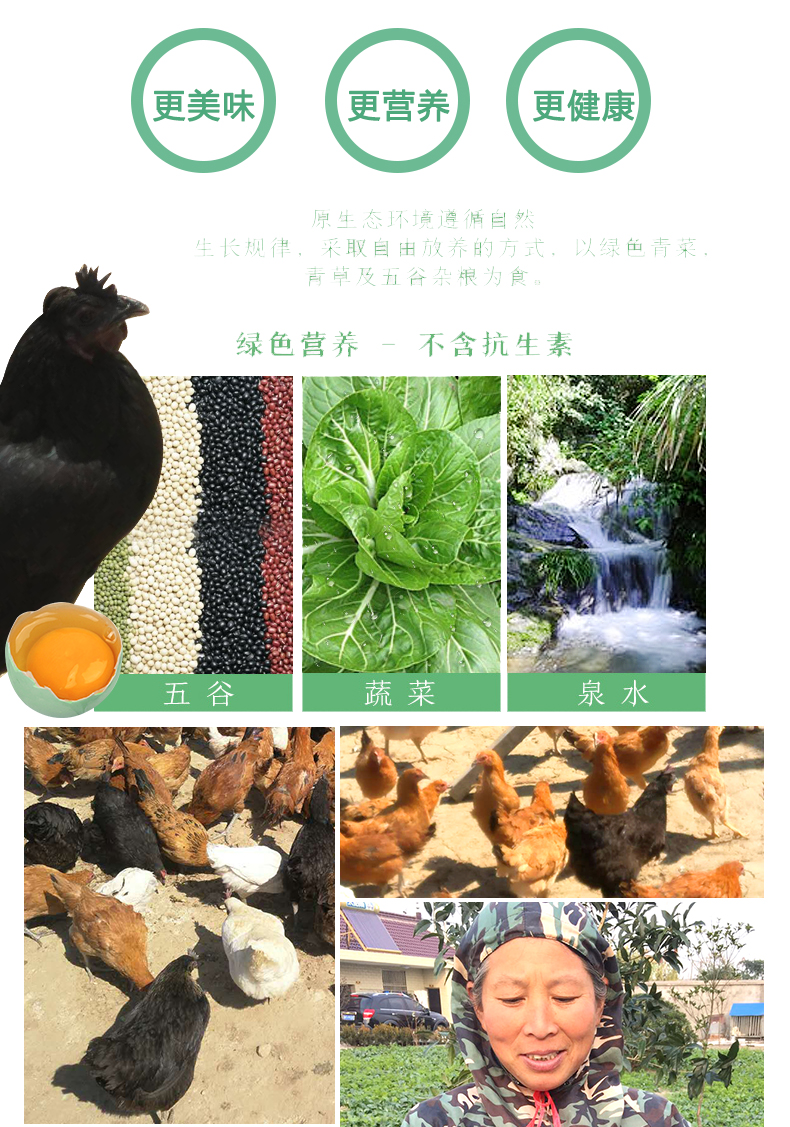 更美味 更营养 更健康
原生态环境遵循自然
生长规律，采取自由放养的方式，以绿色青菜，
青草及五谷杂粮为食。
绿色营养 - 不含抗生素
五谷 蔬菜 泉水